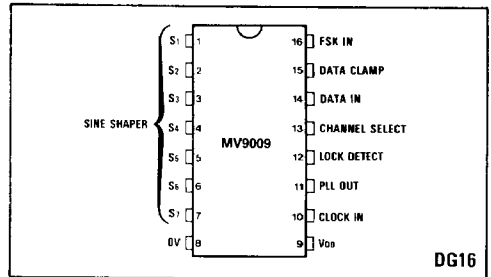 S1 1 16 FSK IN
S2 2 15 DATA CLAMP
S3 3 14 DATA IN
SINE SHAPER S4 4 MV9009 13 CHANNEL SELECT
S5 5 12 LOCK DETECT
S6 6 11 PLL OUT
S7 7 10 CLOCK IN
0V 8 9 VDD
DG16